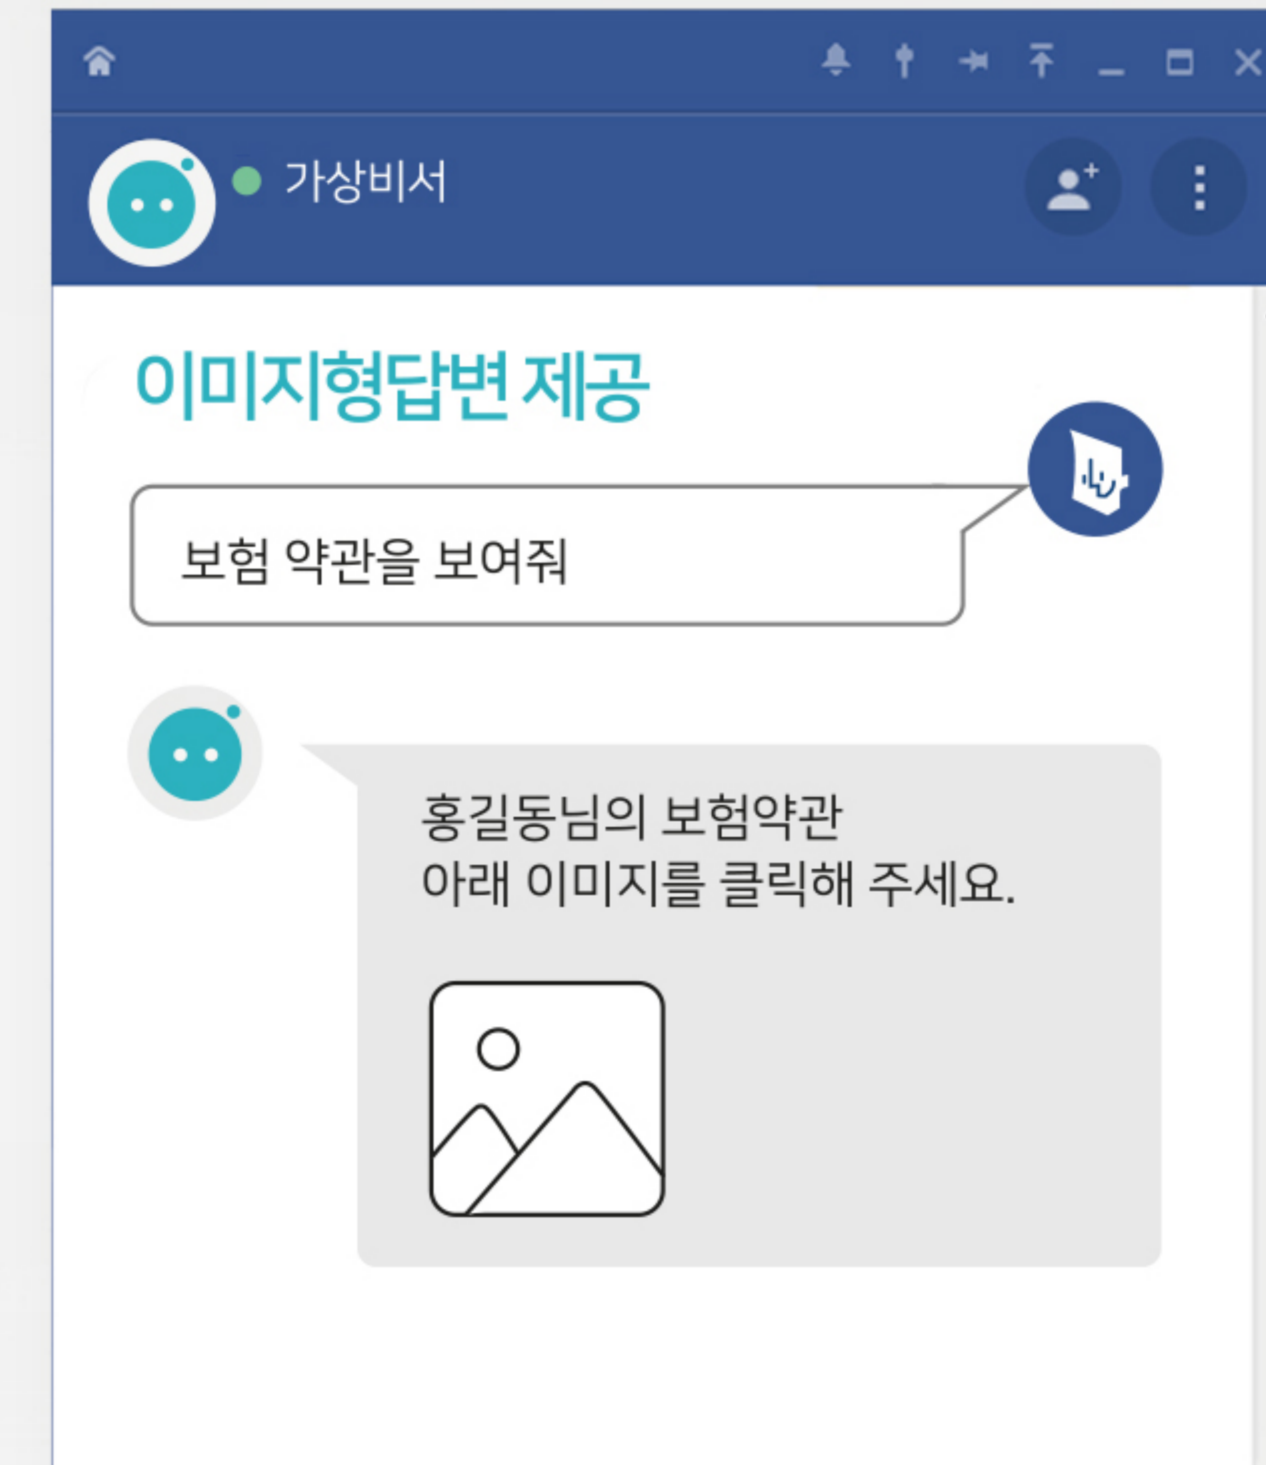 가상비서
이미지형답변 제공
보험 약관을 보여줘
홍길동님의 보험약관
아래 이미지를 클릭해 주세요.